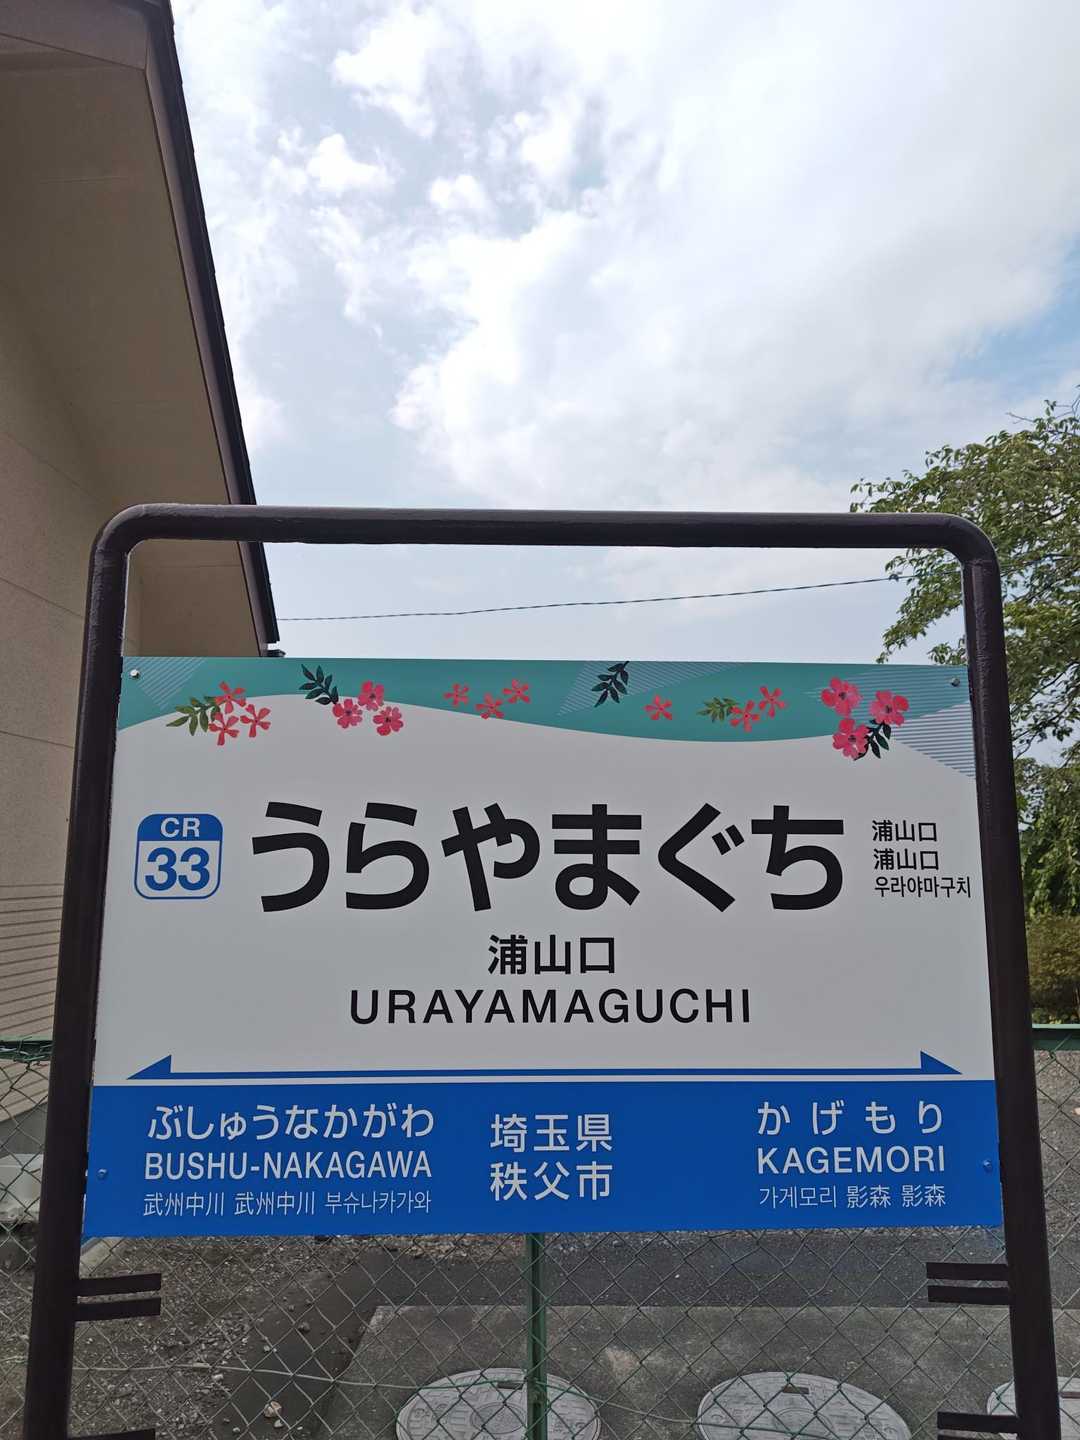 CR
33
うらやまぐち
浦山口
浦山口
우라야마구치
浦山口
URAYAMAGUCHI
ぶしゅうなかがわ
BUSHU-NAKAGAWA
武州中川 武州中川 부슈나카가와
埼玉県
秩父市
かげもり
KAGEMORI
가게모리 影森 影森